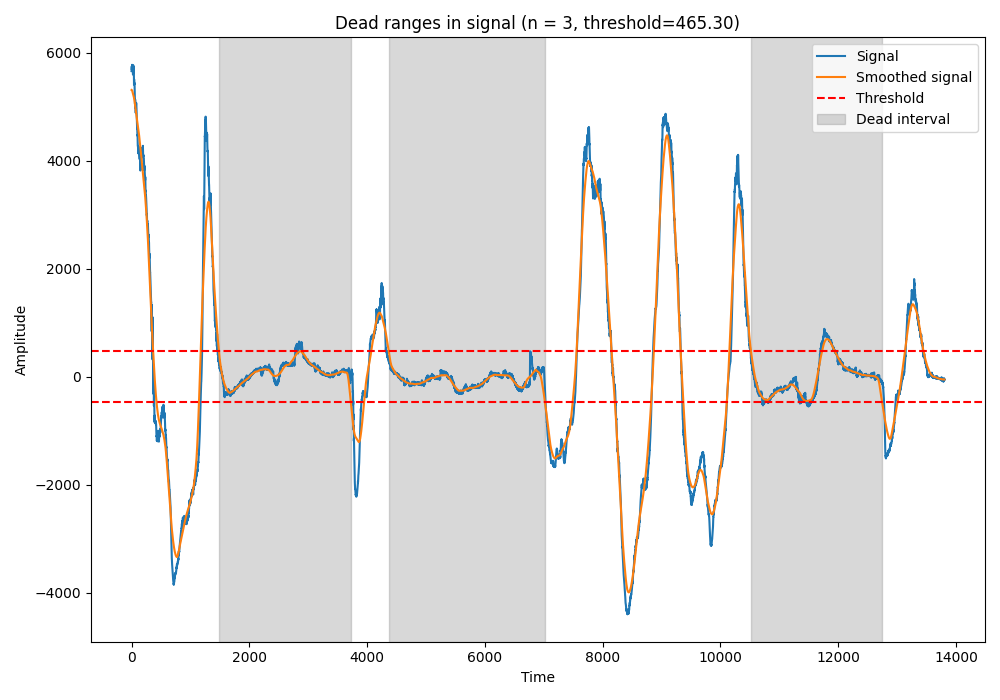 Dead ranges in signal (n = 3, threshold=465.30)
Signal
Smoothed signal
Threshold
Dead interval
Amplitude
6000
4000
2000
0
−2000
−4000
0 2000 4000 6000 8000 10000 12000 14000
Time